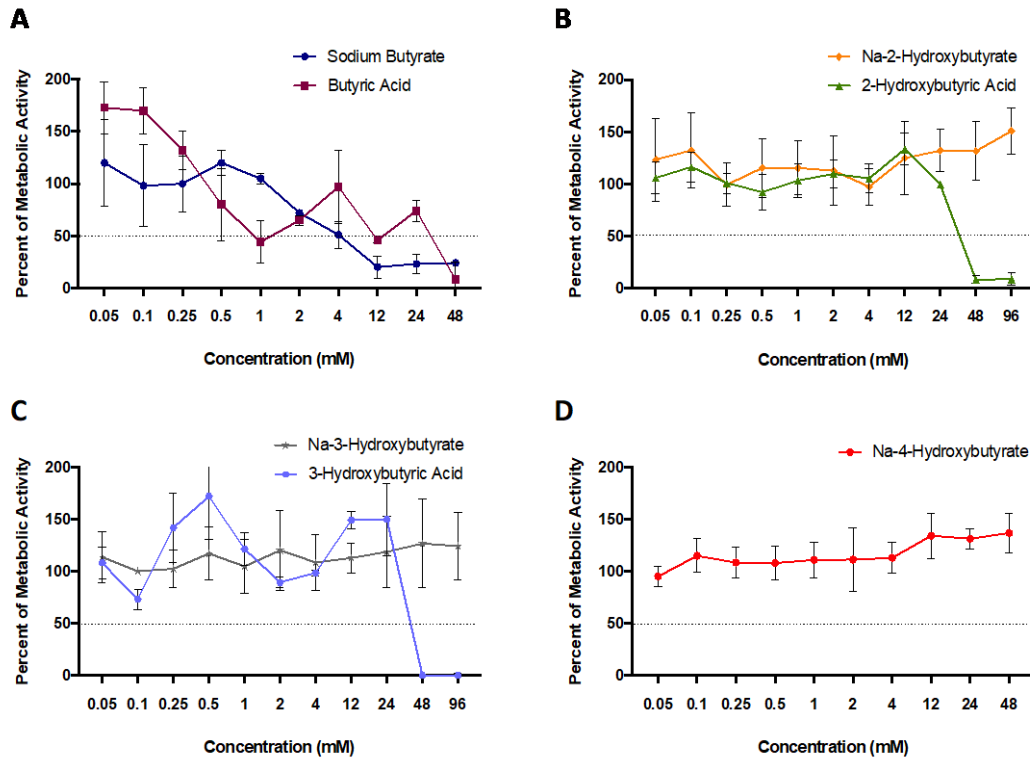 A
Sodium Butyrate
Butyric Acid
Percent of Metabolic Activity
200
150
100
50
0
0.05 0.1 0.25 0.5 1 2 4 12 24 48
Concentration (mM)
B
Na-2-Hydroxybutyrate
2-Hydroxybutyric Acid
Percent of Metabolic Activity
200
150
100
50
0
0.05 0.1 0.25 0.5 1 2 4 12 24 48 96
Concentration (mM)
C
Na-3-Hydroxybutyrate
3-Hydroxybutyric Acid
Percent of Metabolic Activity
200
150
100
50
0
0.05 0.1 0.25 0.5 1 2 4 12 24 48 96
Concentration (mM)
D
Na-4-Hydroxybutyrate
Percent of Metabolic Activity
200
150
100
50
0
0.05 0.1 0.25 0.5 1 2 4 12 24 48
Concentration (mM)